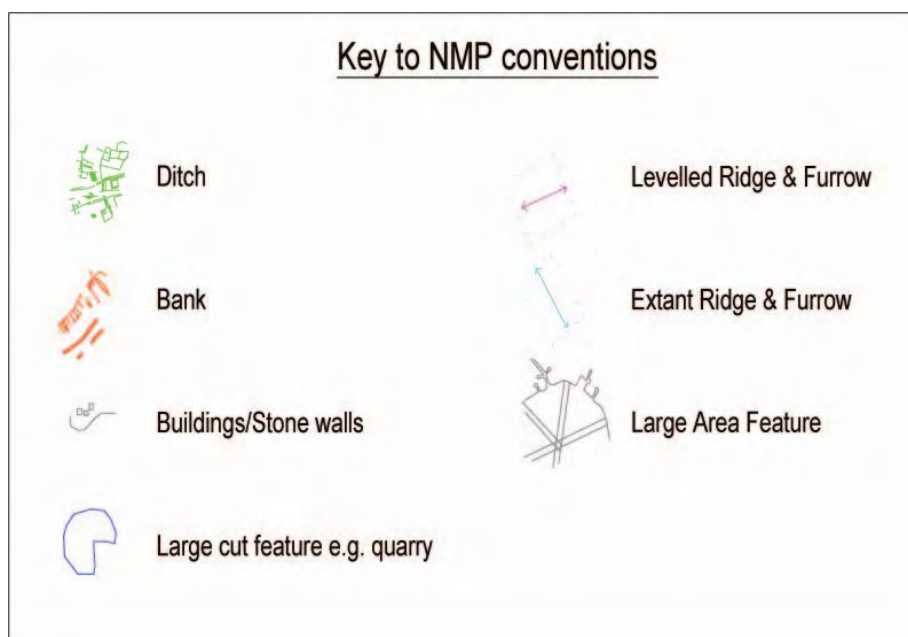 Key to NMP conventions
Ditch
Bank
Buildings/Stone walls
Large cut feature e.g. quarry
Levelled Ridge & Furrow
Extant Ridge & Furrow
Large Area Feature